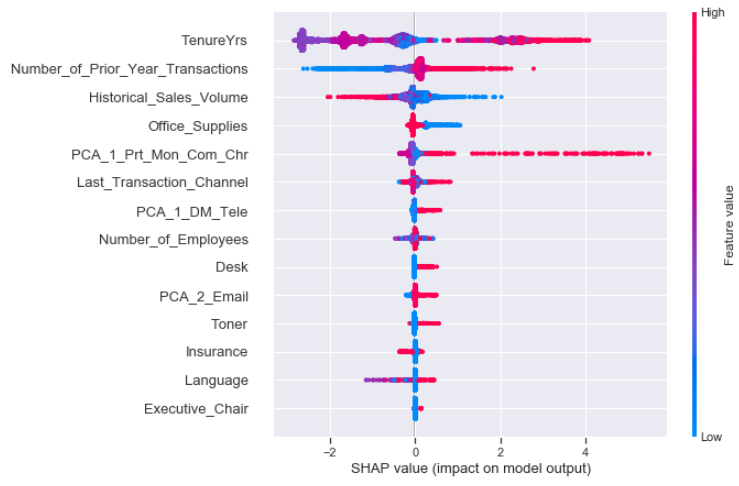 High
TenureYrs
Number_of_Prior_Year_Transactions
Historical_Sales_Volume
Office_Supplies
PCA_1_Prt_Mon_Com_Chr
Last_Transaction_Channel
PCA_1_DM_Tele
Number_of_Employees
Desk
PCA_2_Email
Toner
Insurance
Language
Executive_Chair
Feature value
Low
−2 0 2 4
SHAP value (impact on model output)